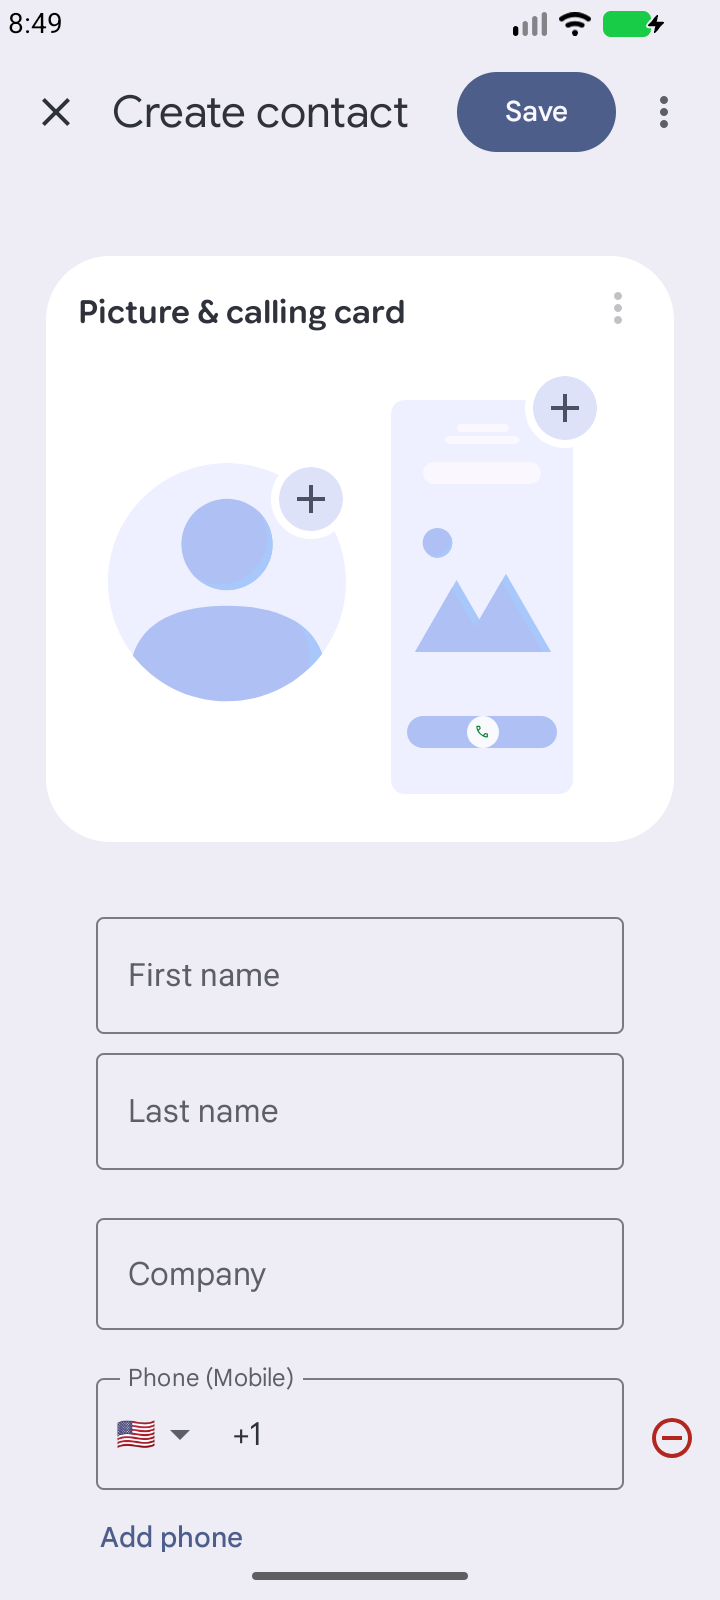 8:49
Create contact
Save
Picture & calling card
First name
Last name
Company
Phone (Mobile)
+1
Add phone